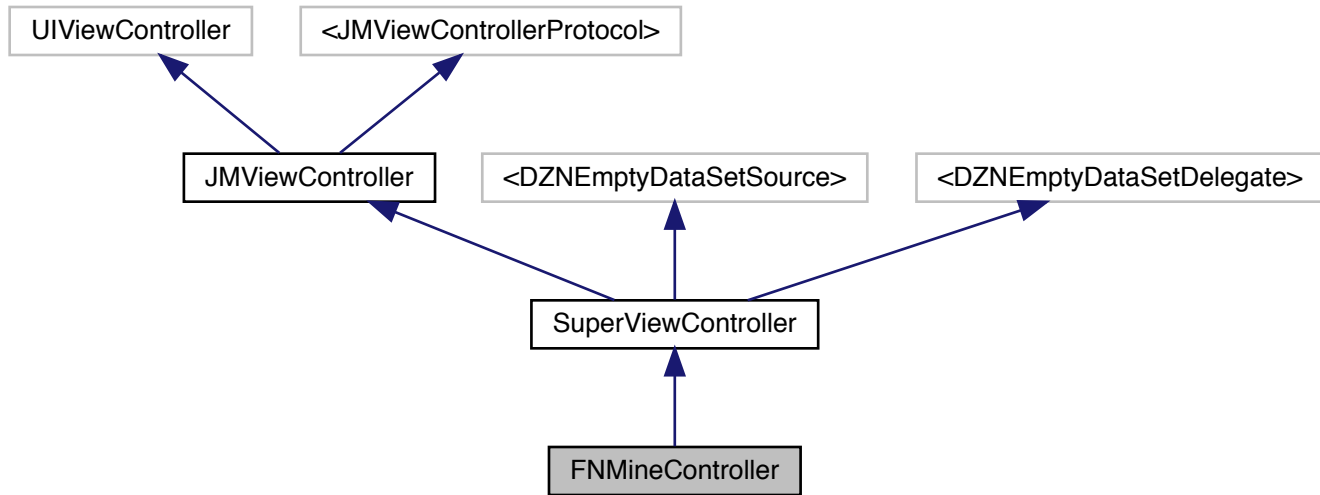 UIViewController
<JMViewControllerProtocol>
JMViewController
<DZNEmptyDataSetSource>
<DZNEmptyDataSetDelegate>
SuperViewController
FNMineController